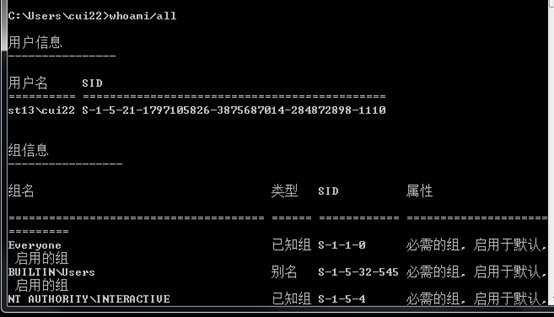 C:\Users\cui22>whoami/all
用户信息
----------------
用户名 SID
========== ============================================
st13\cui22 S-1-5-21-1797105826-3875687014-284872898-1110
组信息
-----------------
组名 类型 SID 属性
====================================== ====== ============ =====================
=========
Everyone 已知组 S-1-1-0 必需的组, 启用于默认,
启用的组
BUILTIN\Users 别名 S-1-5-32-545 必需的组, 启用于默认,
启用的组
NT AUTHORITY\INTERACTIVE 已知组 S-1-5-4 必需的组, 启用于默认,